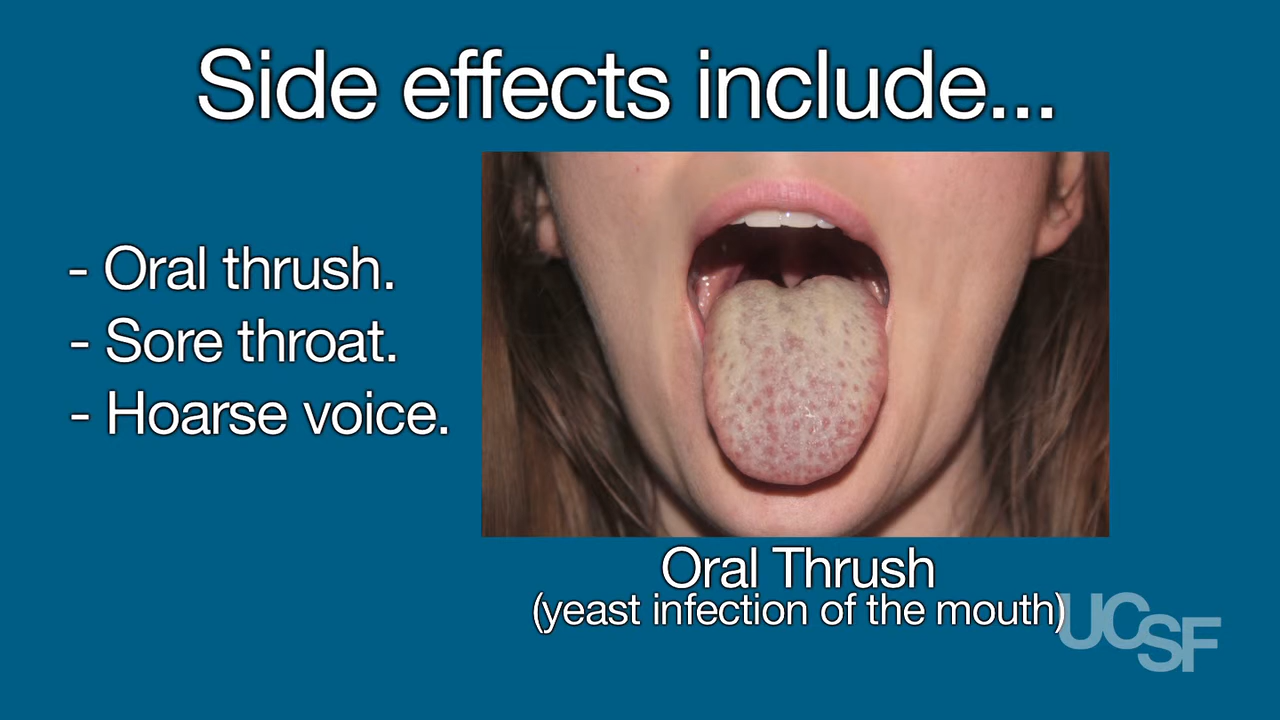 Side effects include...
- Oral thrush.
- Sore throat.
- Hoarse voice.
Oral Thrush
(yeast infection of the mouth)
UCSF